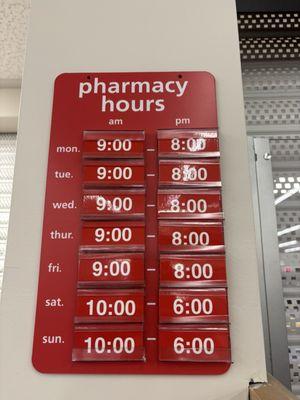 pharmacy
hours
am pm
mon. 9:00 – 8:00
tue. 9:00 – 8:00
wed. 9:00 – 8:00
thur. 9:00 – 8:00
fri. 9:00 – 8:00
sat. 10:00 – 6:00
sun. 10:00 – 6:00